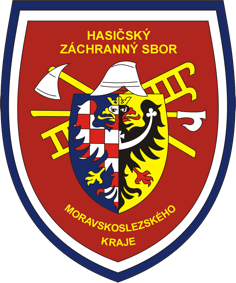 HASIČSKÝ
ZÁCHRANNÝ SBOR
MORAVSKOSLEZSKÉHO
KRAJE